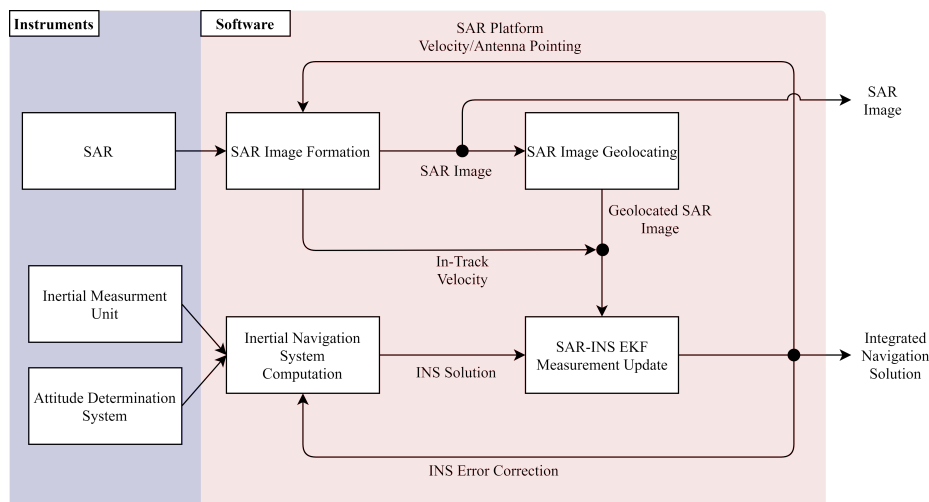 Instruments
Software
SAR Platform
Velocity/Antenna Pointing
SAR
Image
SAR
SAR Image Formation
SAR Image
SAR Image Geolocating
Geolocated SAR
Image
In-Track
Velocity
Inertial Measurment
Unit
Attitude Determination
System
Inertial Navigation
System
Computation
INS Solution
SAR-INS EKF
Measurement Update
Integrated
Navigation
Solution
INS Error Correction